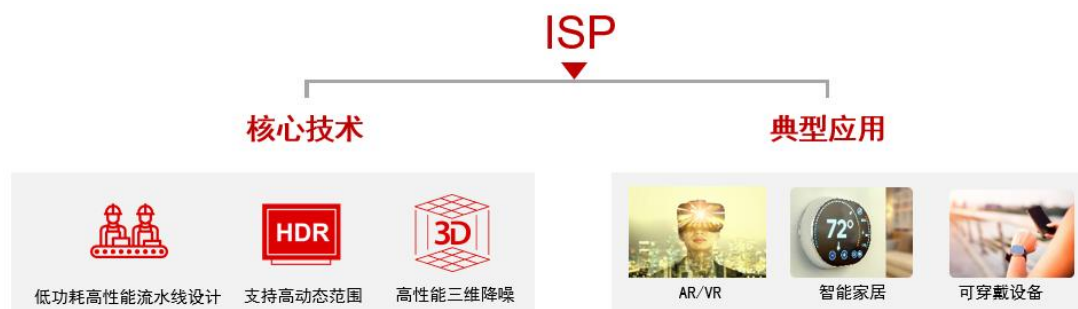 ISP
核心技术
典型应用
HDR
3D
72°
低功耗高性能流水线设计
支持高动态范围
高性能三维降噪
AR/VR
智能家居
可穿戴设备